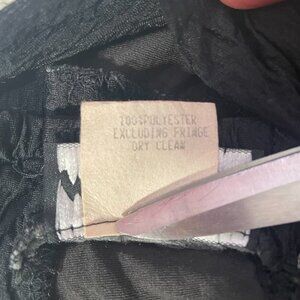 100%POLYESTER
EXCLUDING FRINGE
DRY CLEAN